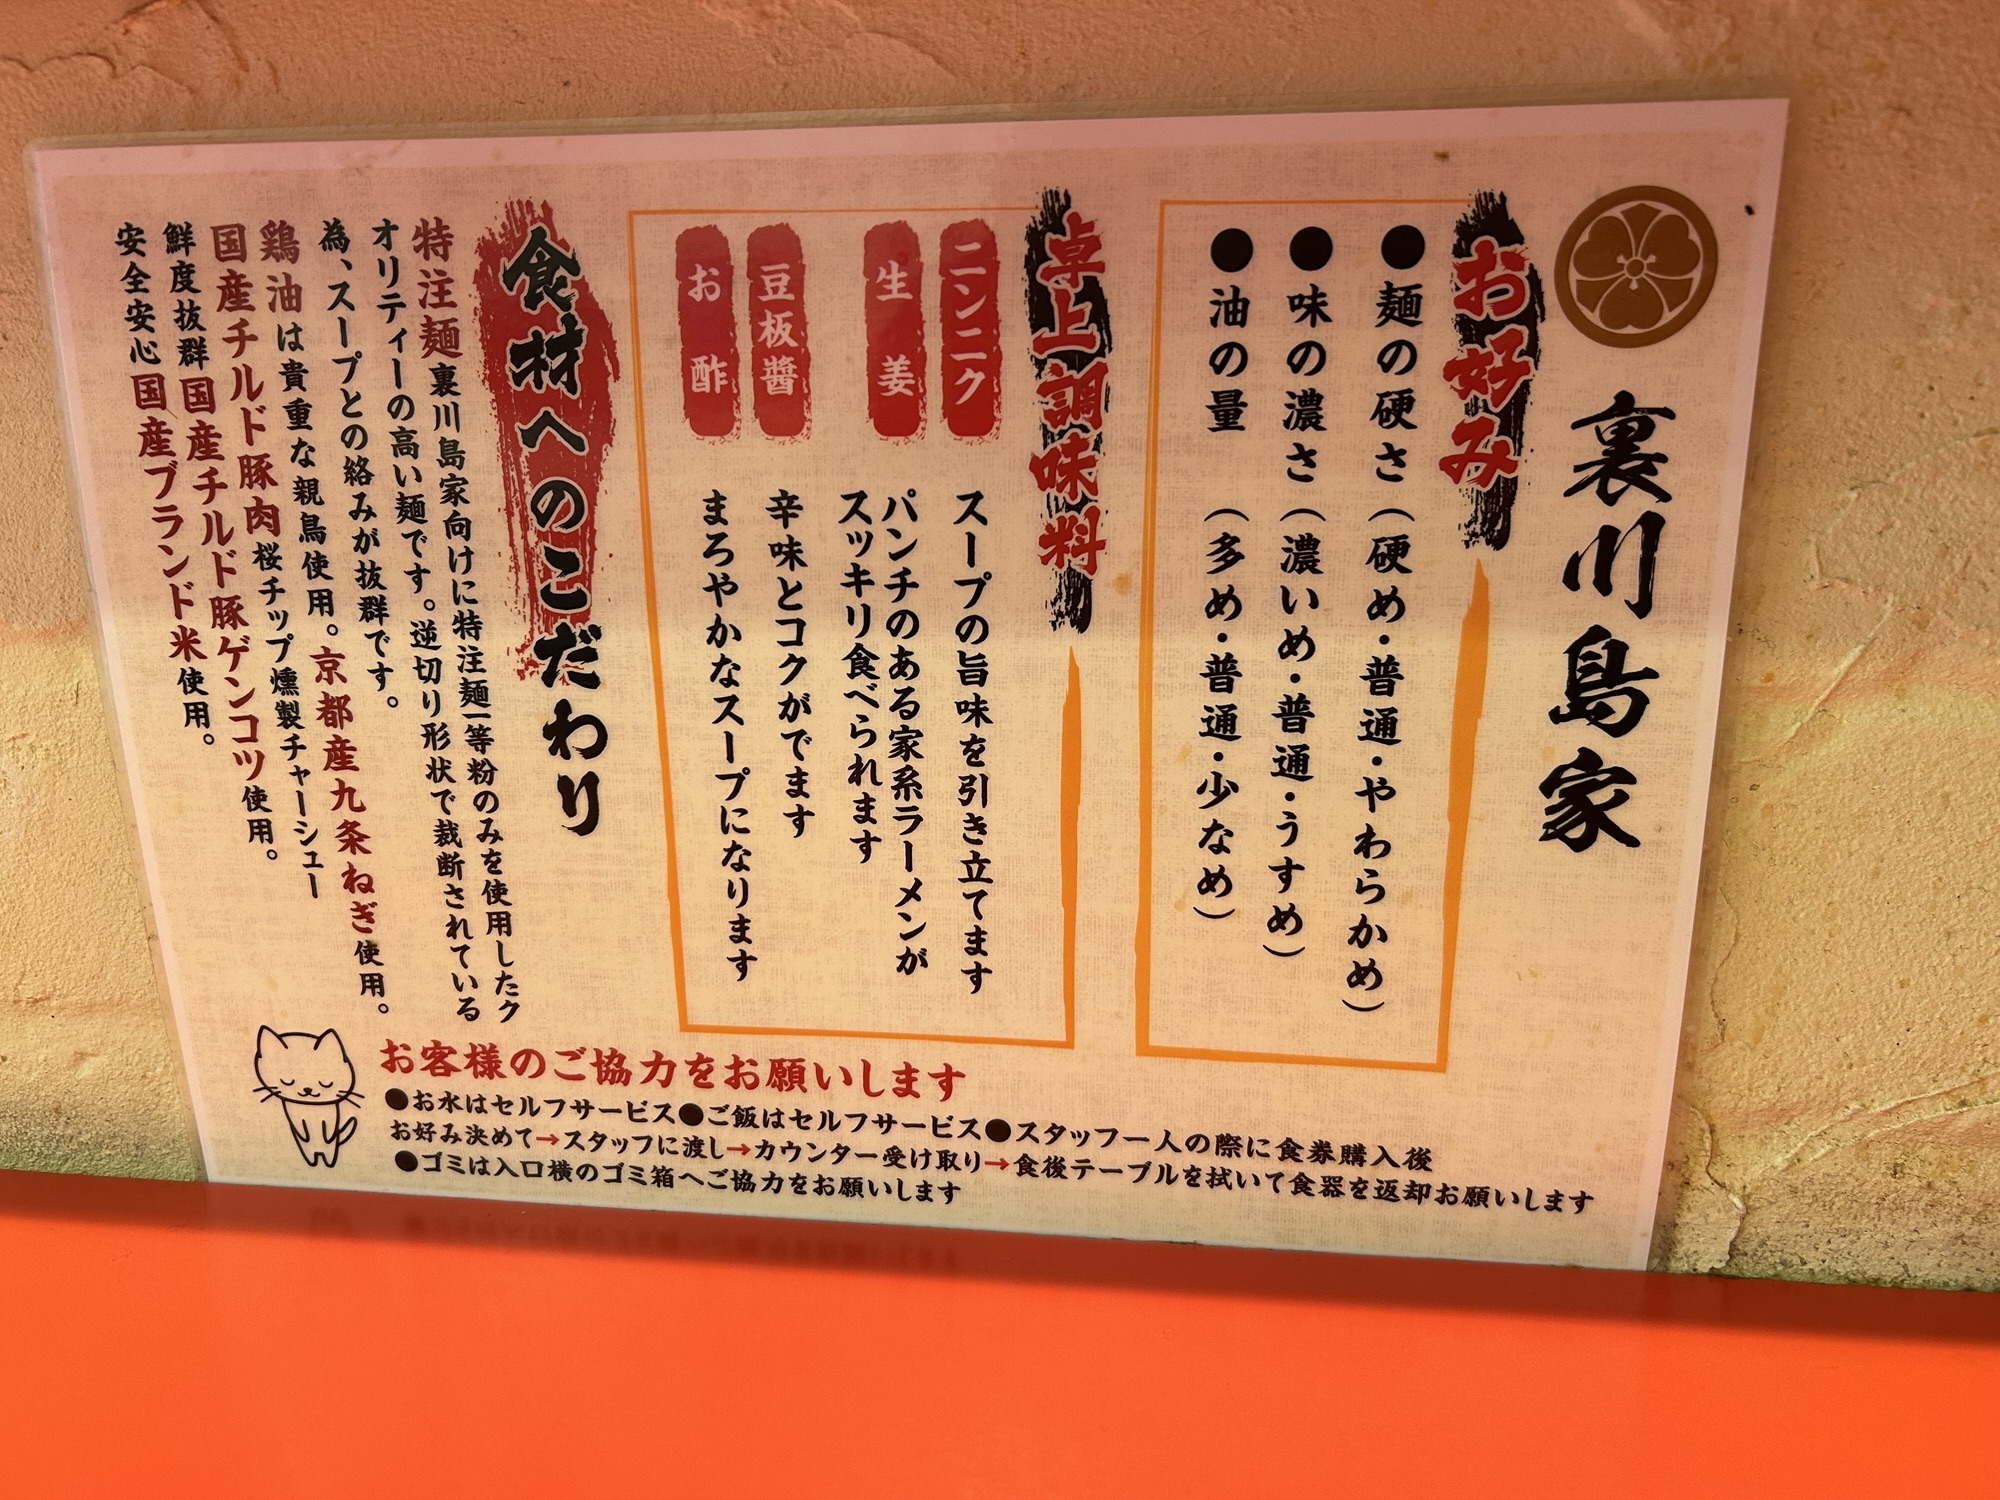 裏川島家
お好み
●麺の硬さ（硬め・普通・やわらかめ）
●味の濃さ（濃いめ・普通・うすめ）
●油の量（多め・普通・少なめ）
卓上調味料
ニンニク スープの旨味を引き立てます
生姜 パンチのある家系ラーメンが
スッキリ食べられます
豆板醤 辛味とコクがでます
お酢 まろやかなスープになります
食材へのこだわり
特注麺裏川島家向けに特注麺一等粉のみを使用したク
オリティーの高い麺です。逆切り形状で裁断されている
為、スープとの絡みが抜群です。
鶏油は貴重な親鳥使用。京都産九条ねぎ使用。
国産チルド豚肉桜チップ燻製チャーシュー
鮮度抜群国産チルド豚ゲンコツ使用。
安全安心国産ブランド米使用。
お客様のご協力をお願いします
●お水はセルフサービス●ご飯はセルフサービス●スタッフ一人の際に食券購入後
お好み決めて→スタッフに渡し→カウンター受け取り→食後テーブルを拭いて食器を返却お願いします
●ゴミは入口横のゴミ箱へご協力をお願いします